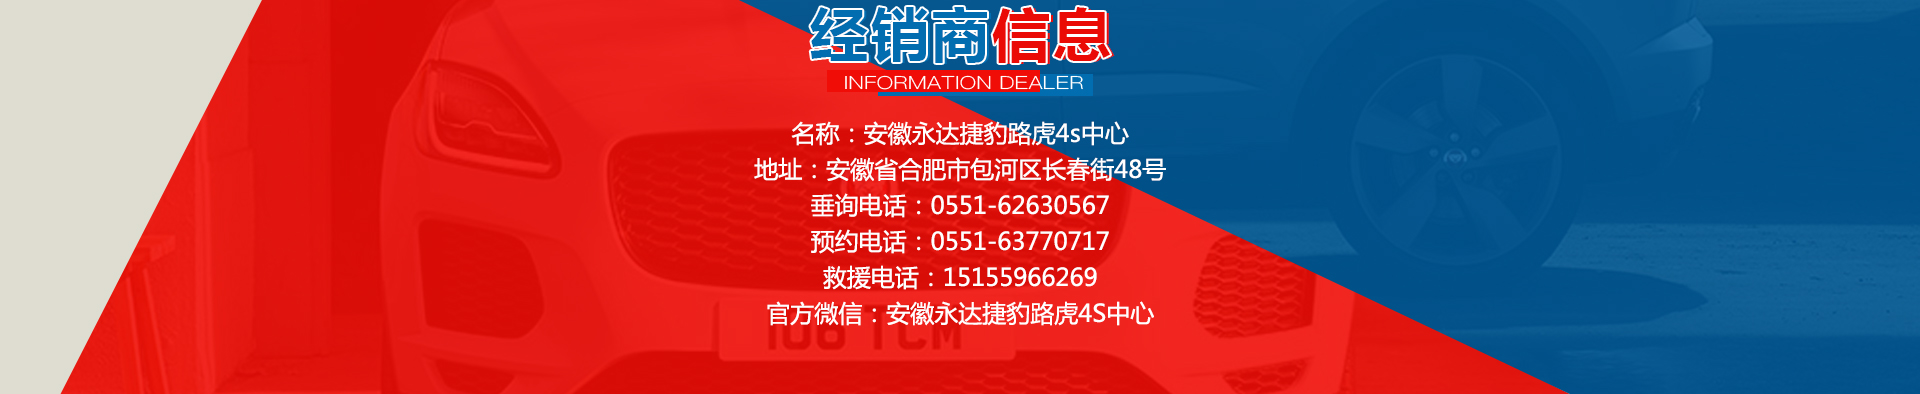 经销商信息
INFORMATION DEALER
名称：安徽永达捷豹路虎4s中心
地址：安徽省合肥市包河区长春街48号
垂询电话：0551-62630567
预约电话：0551-63770717
救援电话：15155966269
官方微信：安徽永达捷豹路虎4S中心